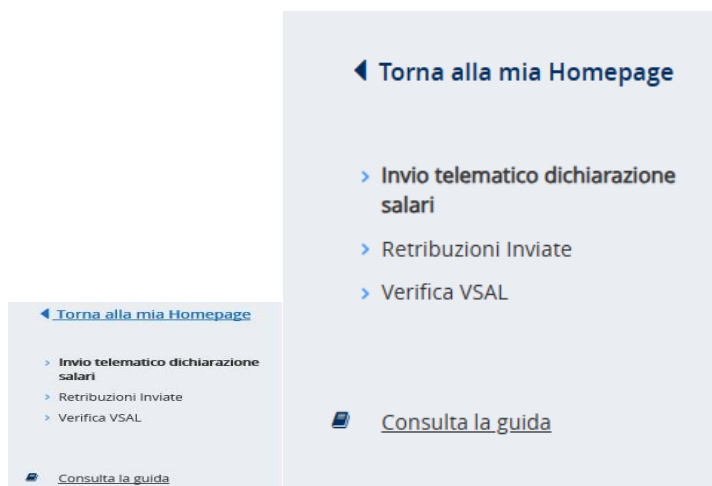 Torna alla mia Homepage
Invio telematico dichiarazione
salari
Retribuzioni Inviate
Verifica VSAL
Consulta la guida
Torna alla mia Homepage
Invio telematico dichiarazione
salari
Retribuzioni Inviate
Verifica VSAL
Consulta la guida